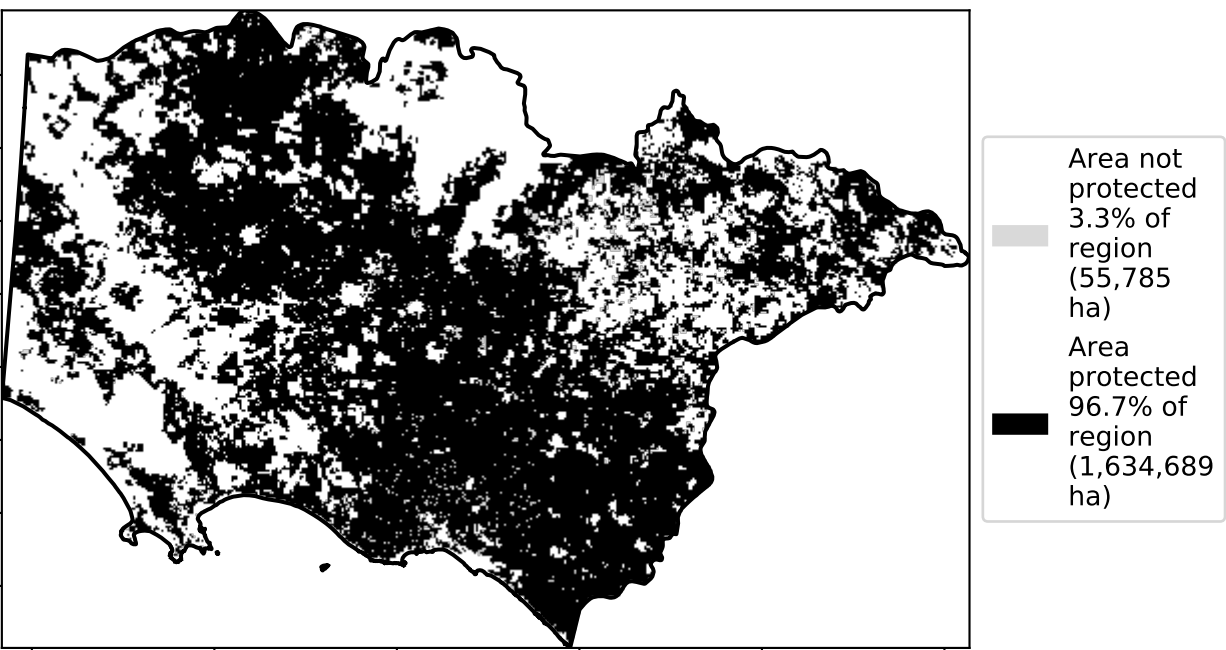 Area not
protected
3.3% of
region
(55,785
ha)
Area
protected
96.7% of
region
(1,634,689
ha)